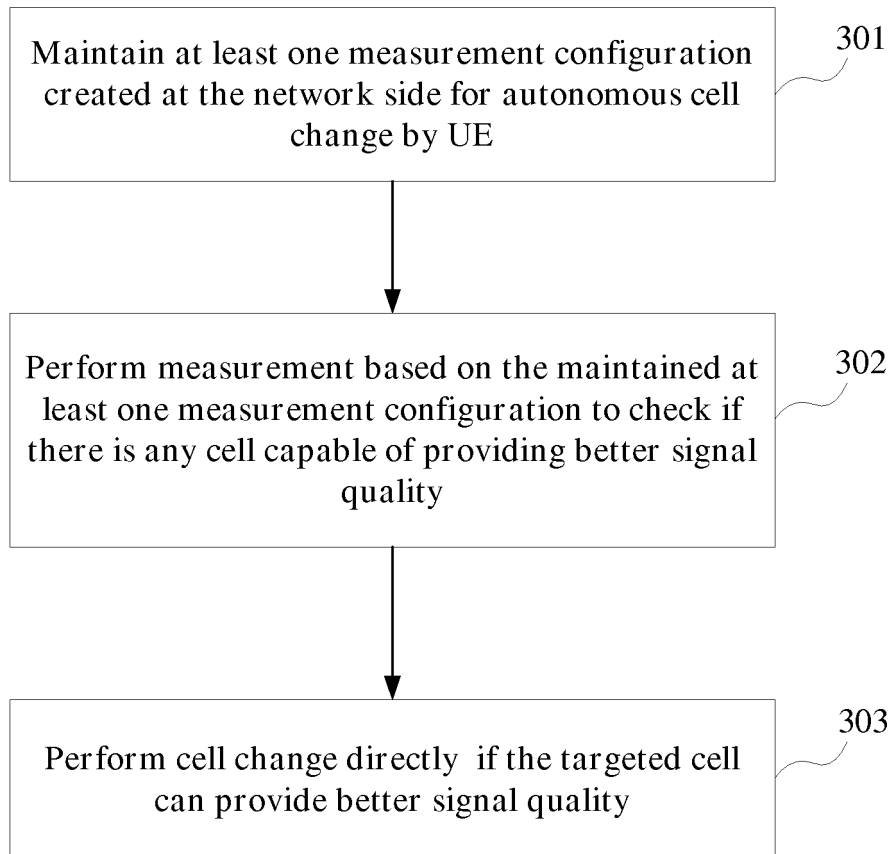 Maintain at least one measurement configuration
created at the network side for autonomous cell
change by UE
301
Perform measurement based on the maintained at
least one measurement configuration to check if
there is any cell capable of providing better signal
quality
302
Perform cell change directly if the targeted cell
can provide better signal quality
303